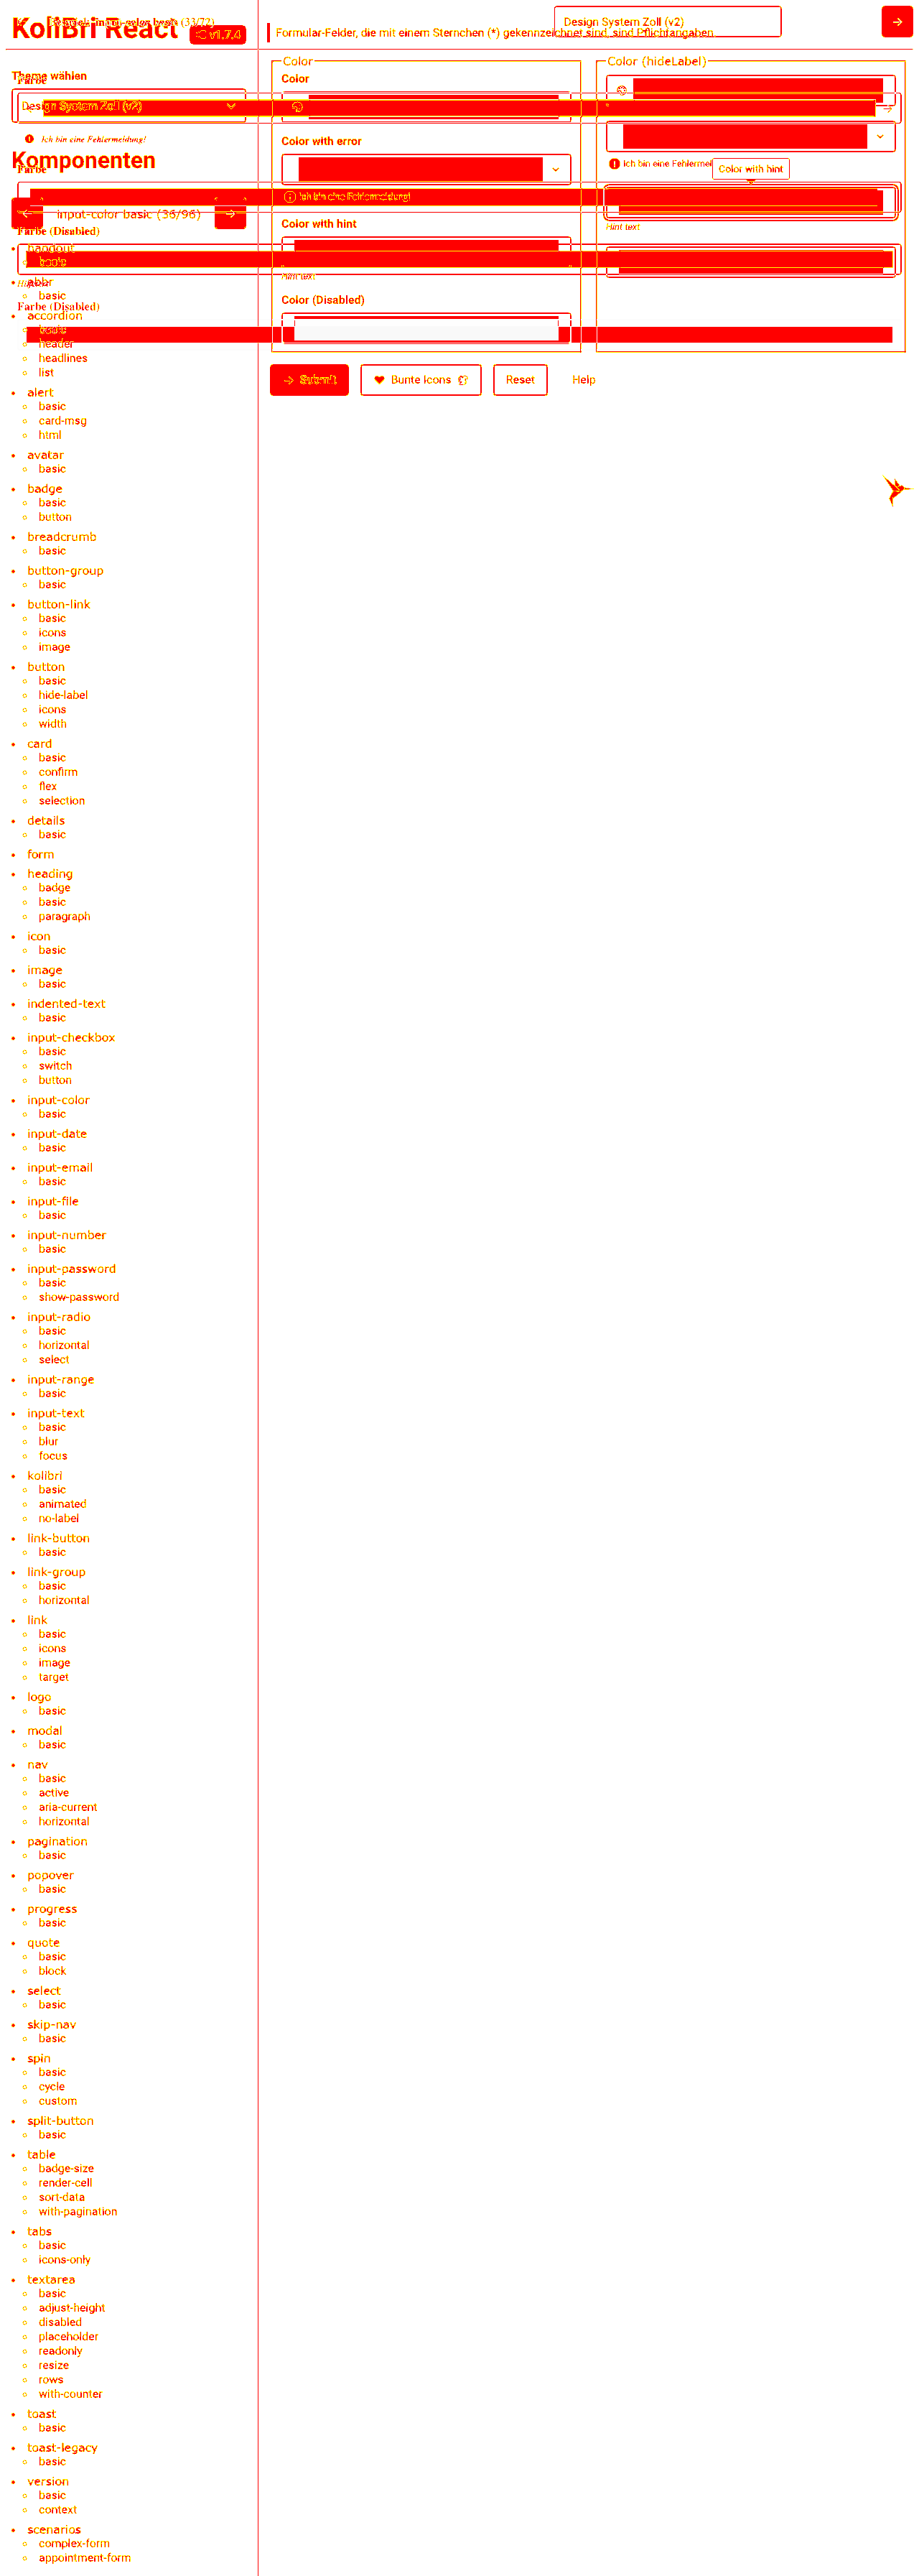 KoliBri React
v1.7.4
Design System Zoll (v2)
Formular-Felder, die mit einem Sternchen (*) gekennzeichnet sind, sind Pflichtangaben.
Theme wählen
Farbe
Ich bin eine Fehlermeldung!
Komponenten
Farbe
input-color basic (36/96)
Farbe (Disabled)
handout
basic
abbr
basic
Farbe (Disabled)
accordion
basic
header
headlines
list
alert
basic
card-msg
html
avatar
basic
badge
basic
button
breadcrumb
basic
button-group
basic
button-link
basic
icons
image
button
basic
hide-label
icons
width
card
basic
confirm
flex
selection
details
basic
form
heading
badge
basic
paragraph
icon
basic
image
basic
indented-text
basic
input-checkbox
basic
switch
button
input-color
basic
input-date
basic
input-email
basic
input-file
basic
input-number
basic
input-password
basic
show-password
input-radio
basic
horizontal
select
input-range
basic
input-text
basic
blur
focus
kolibri
basic
animated
no-label
link-button
basic
link-group
basic
horizontal
link
basic
icons
image
target
logo
basic
modal
basic
nav
basic
active
aria-current
horizontal
pagination
basic
popover
basic
progress
basic
quote
basic
block
select
basic
skip-nav
basic
spin
basic
cycle
custom
split-button
basic
table
badge-size
render-cell
sort-data
with-pagination
tabs
basic
icons-only
textarea
basic
adjust-height
disabled
placeholder
readonly
resize
rows
with-counter
toast
basic
toast-legacy
basic
version
basic
context
scenarios
complex-form
appointment-form
Color
Color
Color with error
Ich bin eine Fehlermeldung!
Color with hint
Hint text
Color (Disabled)
Color (hideLabel)
Ich bin eine Fehlermel
Color with hint
Hint text
Submit
Bunte Icons
Reset
Help